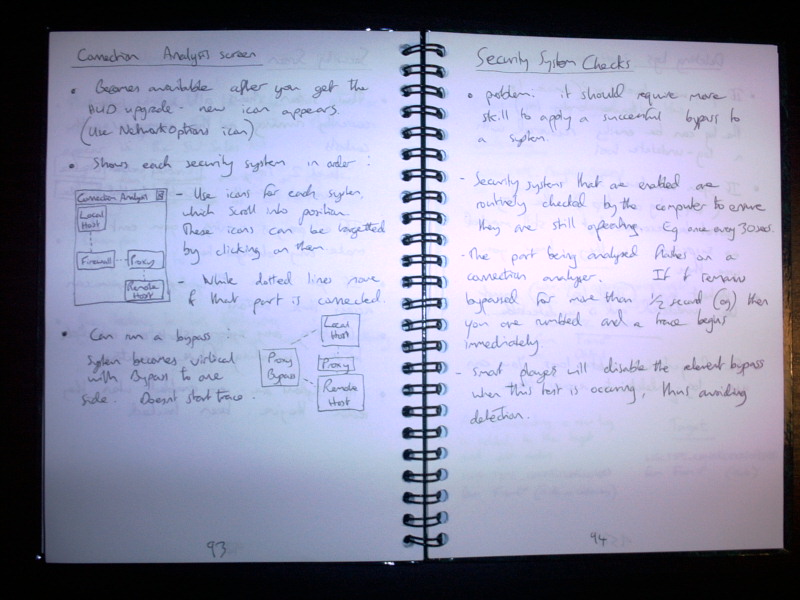 Connection Analysis screen
• Becomes available after you get the
HUD upgrade - new icon appears.
(Use NetworkOptions icon)
• Shows each security system in order:
Connection Analysis
Local
Host
Firewall
Proxy
Remote
Host
- Use icons for each system,
which scroll into position.
These icons can be targetted
by clicking on them
- While dotted lines move
if that part is connected.
• Can run a bypass:
System becomes virtical
with Bypass to one
side. Doesnt start trace.
Local
Host
Proxy
Bypass
Proxy
Remote
Host
93
Security System Checks
• problem: it should require more
skill to apply a successful bypass to
a system.
- Security systems that are enabled are
routinely checked by the computer to ensure
they are still operating. Eg once every 30 secs.
- The part being analysed flashes on a
connection analyser. If it remains
bypassed for more than 1/2 second (eg) then
you are rumbled and a trace begins
immediately.
- Smart players will disable the relevent bypass
when this test is occuring, thus avoiding
detection.
94